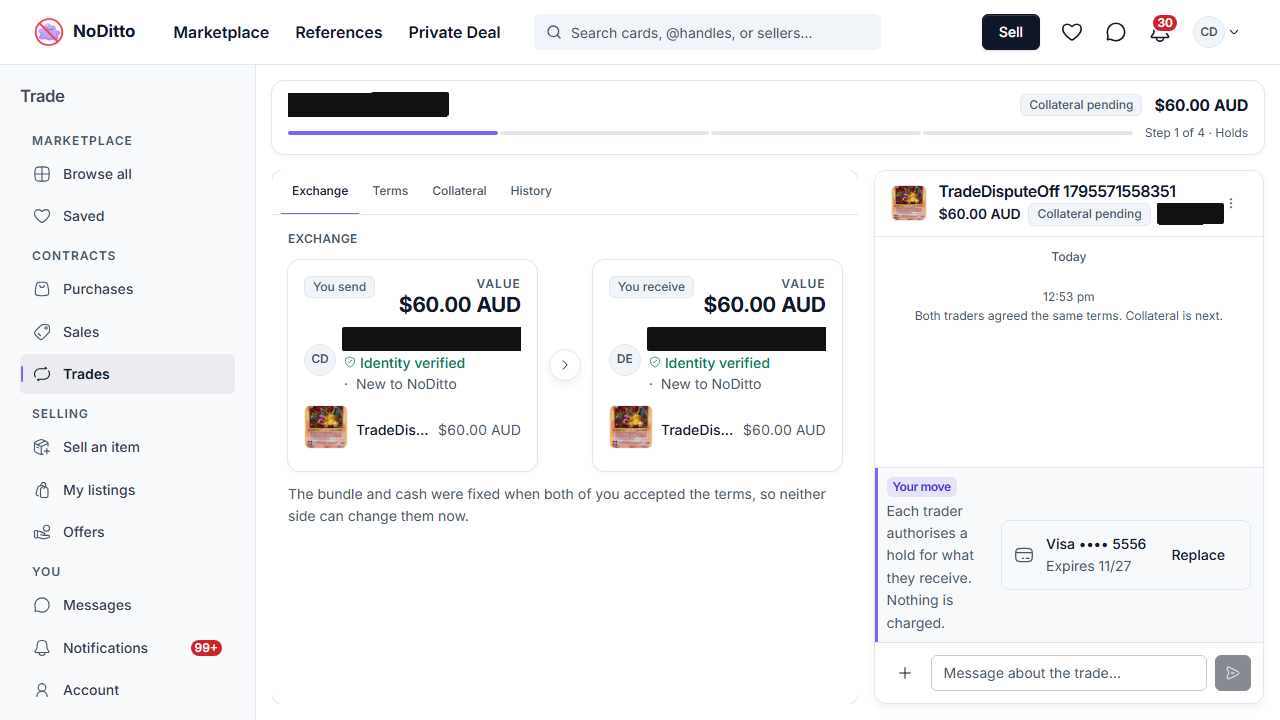 NoDitto
Marketplace
References
Private Deal
Search cards, @handles, or sellers...
Sell
30
CD
Trade
MARKETPLACE
Browse all
Saved
CONTRACTS
Purchases
Sales
Trades
SELLING
Sell an item
My listings
Offers
YOU
Messages
Notifications
99+
Account
Collateral pending
$60.00 AUD
Step 1 of 4 · Holds
Exchange
Terms
Collateral
History
EXCHANGE
You send
VALUE
$60.00 AUD
CD
Identity verified
· New to NoDitto
TradeDis...
$60.00 AUD
You receive
VALUE
$60.00 AUD
DE
Identity verified
· New to NoDitto
TradeDis...
$60.00 AUD
The bundle and cash were fixed when both of you accepted the terms, so neither
side can change them now.
TradeDisputeOff 1795571558351
$60.00 AUD
Collateral pending
Today
12:53 pm
Both traders agreed the same terms. Collateral is next.
Your move
Each trader
authorises a
hold for what
they receive.
Nothing is
charged.
Visa •••• 5556
Expires 11/27
Replace
Message about the trade...